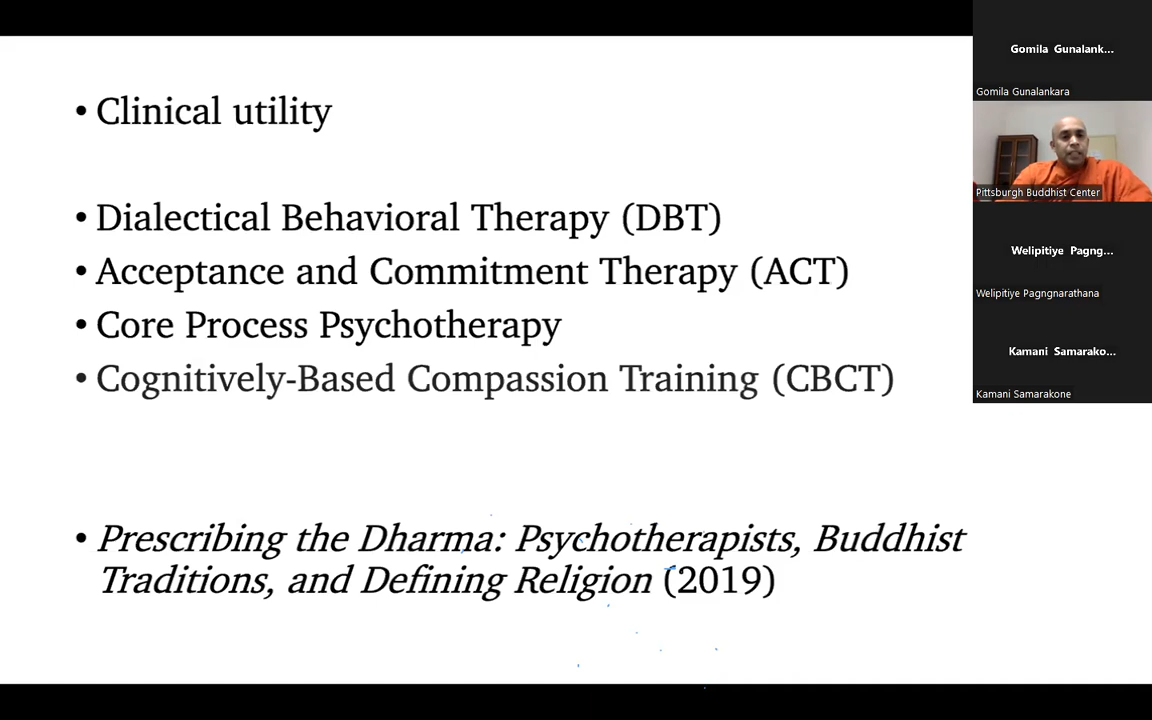 • Clinical utility
• Dialectical Behavioral Therapy (DBT)
• Acceptance and Commitment Therapy (ACT)
• Core Process Psychotherapy
• Cognitively-Based Compassion Training (CBCT)
• Prescribing the Dharma: Psychotherapists, Buddhist
Traditions, and Defining Religion (2019)
Gomila Gunalank...
Gomila Gunalankara
Pittsburgh Buddhist Center
Welipitiye Pagng...
Welipitiye Pagngnarathana
Kamani Samarako...
Kamani Samarakone